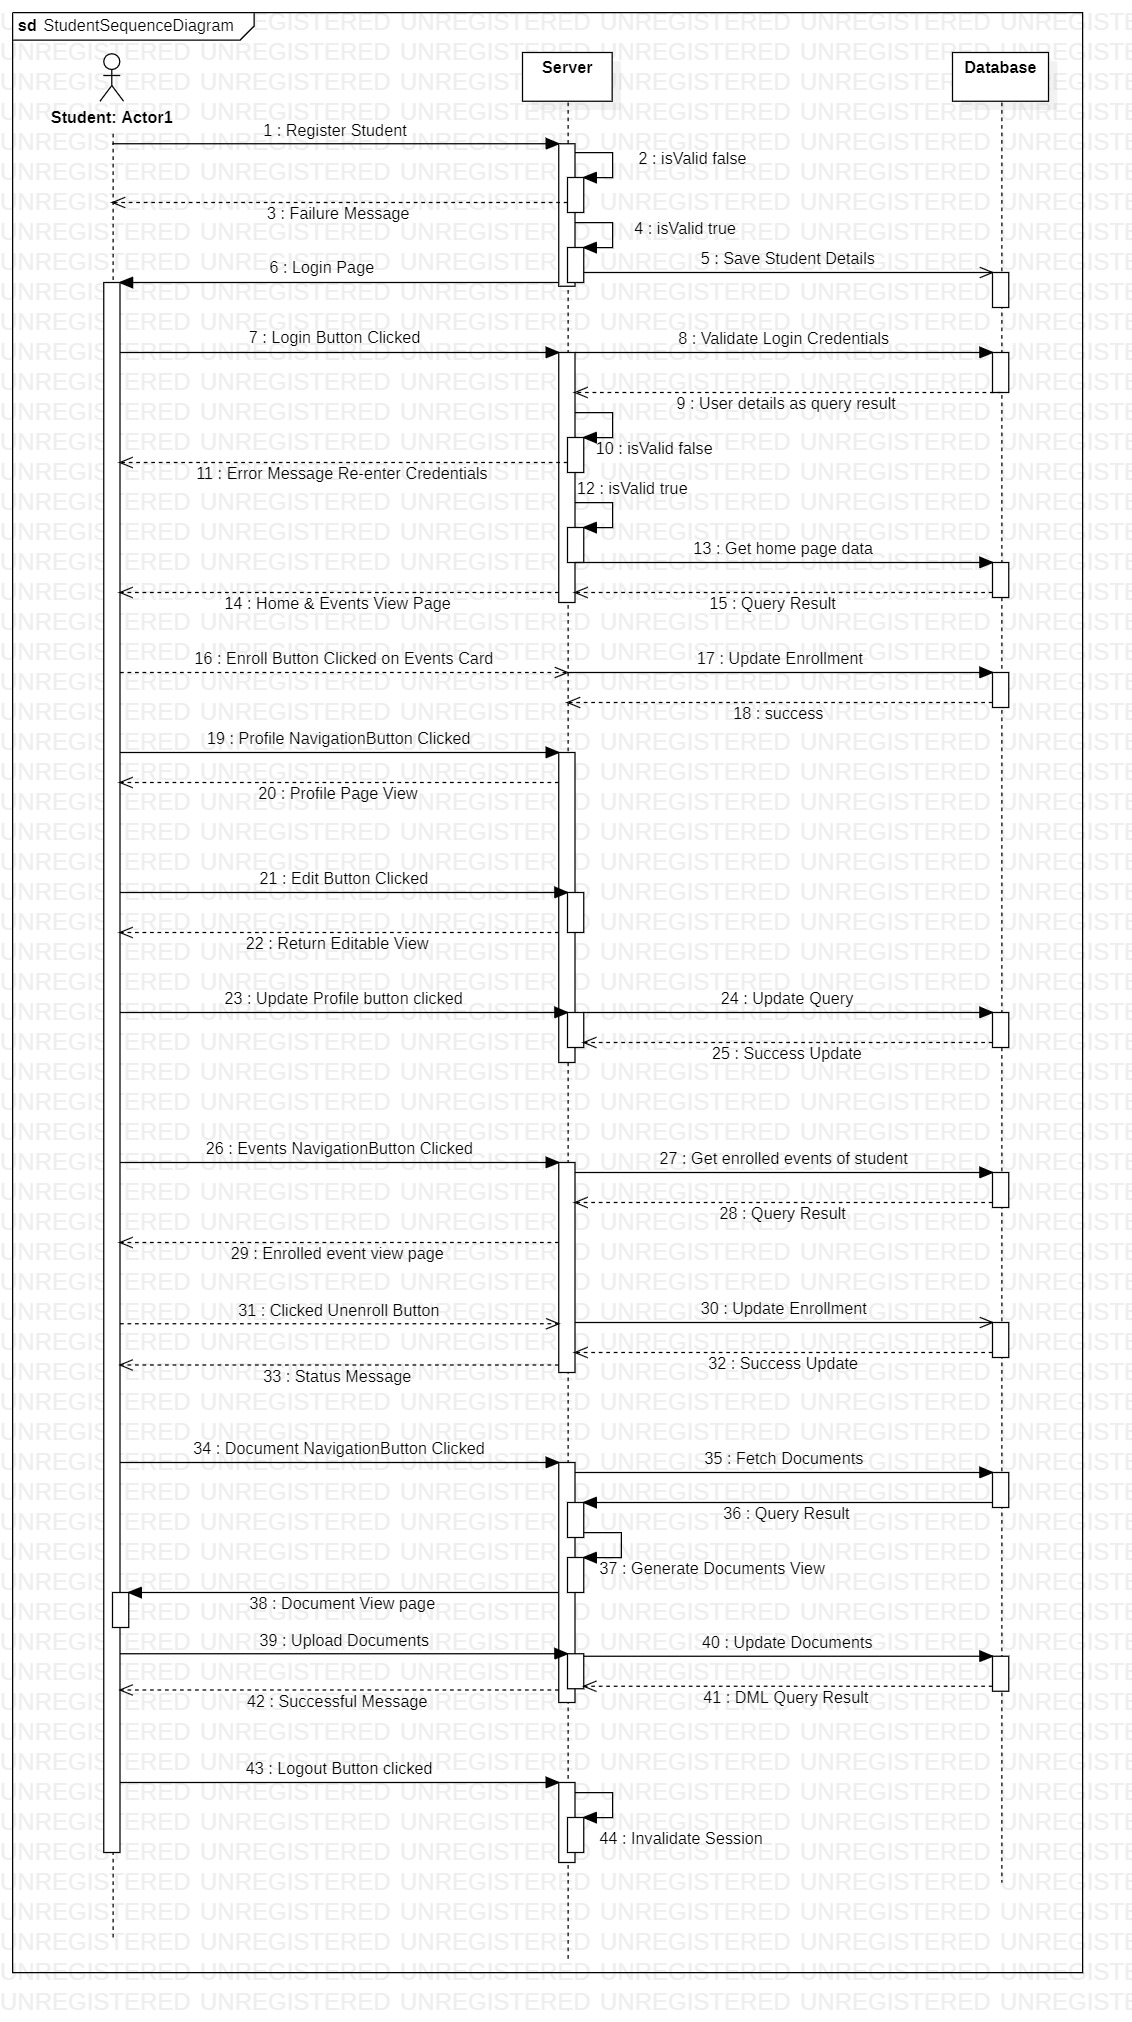 sd StudentSequenceDiagram
Student: Actor1
Server
Database
1 : Register Student
2 : isValid false
3 : Failure Message
4 : isValid true
5 : Save Student Details
6 : Login Page
7 : Login Button Clicked
8 : Validate Login Credentials
9 : User details as query result
10 : isValid false
11 : Error Message Re-enter Credentials
12 : isValid true
13 : Get home page data
14 : Home & Events View Page
15 : Query Result
16 : Enroll Button Clicked on Events Card
17 : Update Enrollment
18 : success
19 : Profile NavigationButton Clicked
20 : Profile Page View
21 : Edit Button Clicked
22 : Return Editable View
23 : Update Profile button clicked
24 : Update Query
25 : Success Update
26 : Events NavigationButton Clicked
27 : Get enrolled events of student
28 : Query Result
29 : Enrolled event view page
31 : Clicked Unenroll Button
30 : Update Enrollment
32 : Success Update
33 : Status Message
34 : Document NavigationButton Clicked
35 : Fetch Documents
36 : Query Result
37 : Generate Documents View
38 : Document View page
39 : Upload Documents
40 : Update Documents
41 : DML Query Result
42 : Successful Message
43 : Logout Button clicked
44 : Invalidate Session
UNREGISTERED